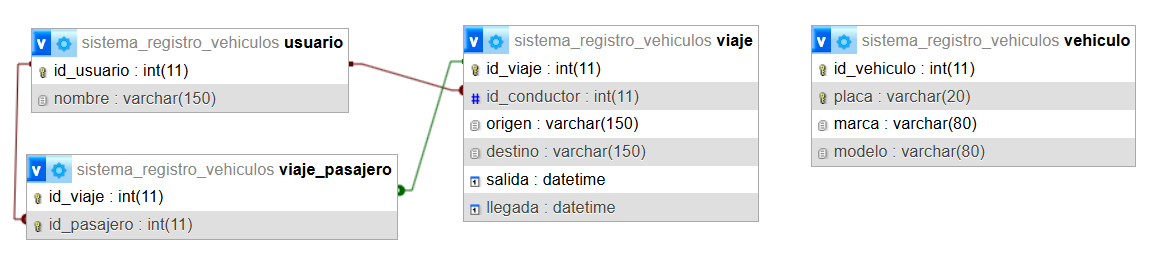 v sistema_registro_vehiculos usuario
id_usuario : int(11)
nombre : varchar(150)
v sistema_registro_vehiculos viaje_pasajero
id_viaje : int(11)
id_pasajero : int(11)
v sistema_registro_vehiculos viaje
id_viaje : int(11)
# id_conductor : int(11)
origen : varchar(150)
destino : varchar(150)
salida : datetime
llegada : datetime
v sistema_registro_vehiculos vehiculo
id_vehiculo : int(11)
placa : varchar(20)
marca : varchar(80)
modelo : varchar(80)